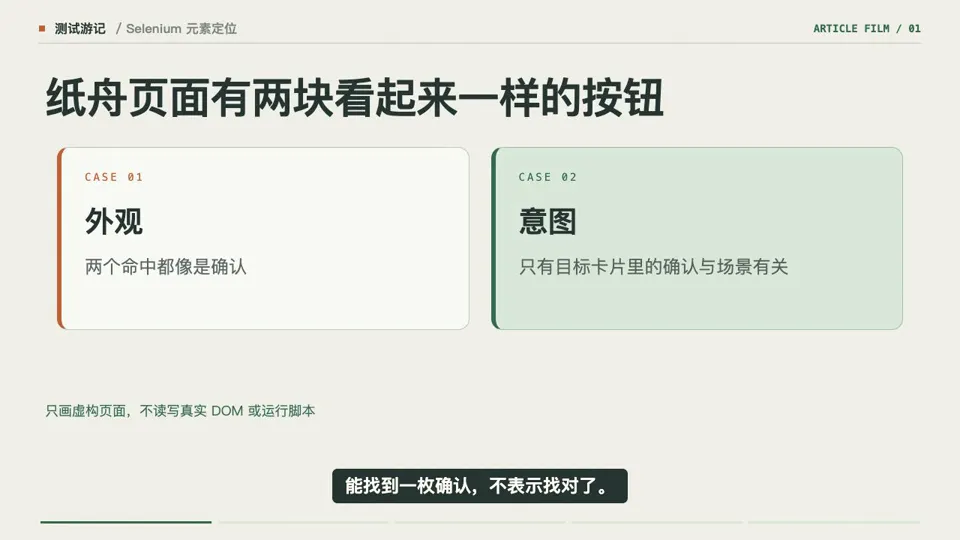 测试游记 / Selenium 元素定位
ARTICLE FILM / 01
纸舟页面有两块看起来一样的按钮
CASE 01
外观
两个命中都像是确认
CASE 02
意图
只有目标卡片里的确认与场景有关
只画虚构页面，不读写真实 DOM 或运行脚本
能找到一枚确认，不表示找对了。